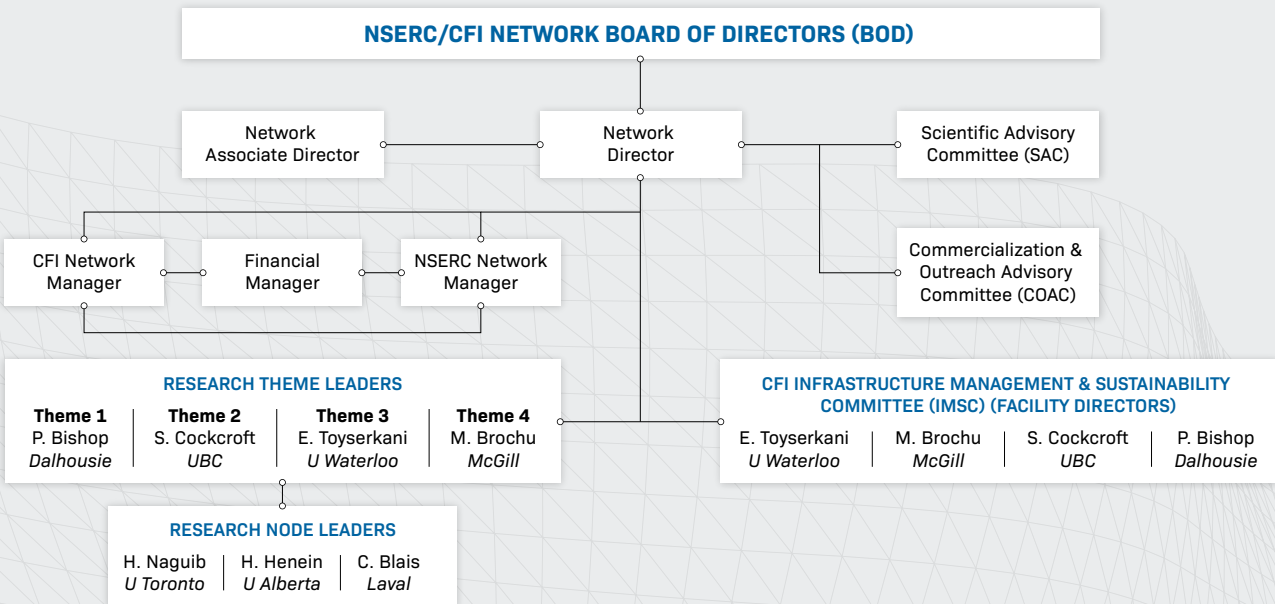 NSERC/CFI NETWORK BOARD OF DIRECTORS (BOD)
Network
Associate Director
Network
Director
Scientific Advisory
Committee (SAC)
Commercialization &
Outreach Advisory
Committee (COAC)
CFI Network
Manager
Financial
Manager
NSERC Network
Manager
RESEARCH THEME LEADERS
Theme 1
P. Bishop
Dalhousie
Theme 2
S. Cockcroft
UBC
Theme 3
E. Toyserkani
U Waterloo
Theme 4
M. Brochu
McGill
CFI INFRASTRUCTURE MANAGEMENT & SUSTAINABILITY
COMMITTEE (IMSC) (FACILITY DIRECTORS)
E. Toyserkani
U Waterloo
M. Brochu
McGill
S. Cockcroft
UBC
P. Bishop
Dalhousie
RESEARCH NODE LEADERS
H. Naguib
U Toronto
H. Henein
U Alberta
C. Blais
Laval